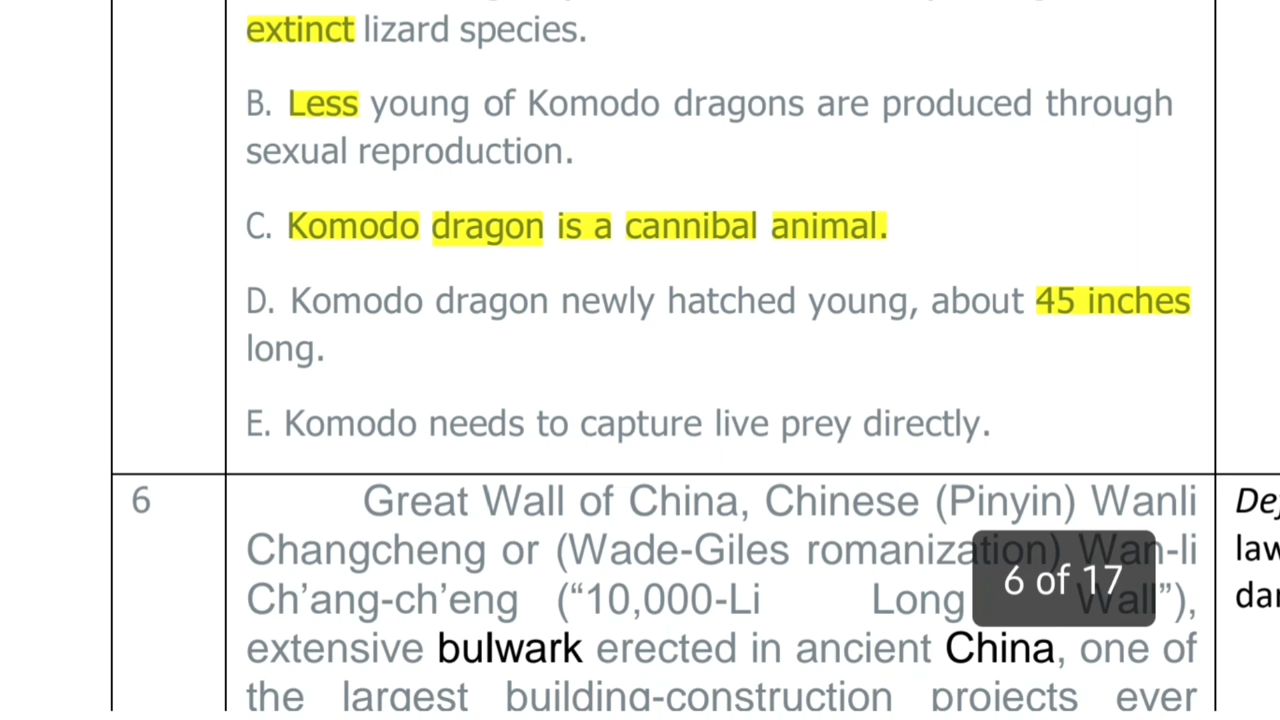 extinct lizard species.
B. Less young of Komodo dragons are produced through
sexual reproduction.
C. Komodo dragon is a cannibal animal.
D. Komodo dragon newly hatched young, about 45 inches
long.
E. Komodo needs to capture live prey directly.
6
Great Wall of China, Chinese (Pinyin) Wanli
Changcheng or (Wade-Giles romanization) Wan-li
Ch’ang-ch’eng (“10,000-Li Long Wall”),
extensive bulwark erected in ancient China, one of
the largest building-construction projects ever
law
6 of 17